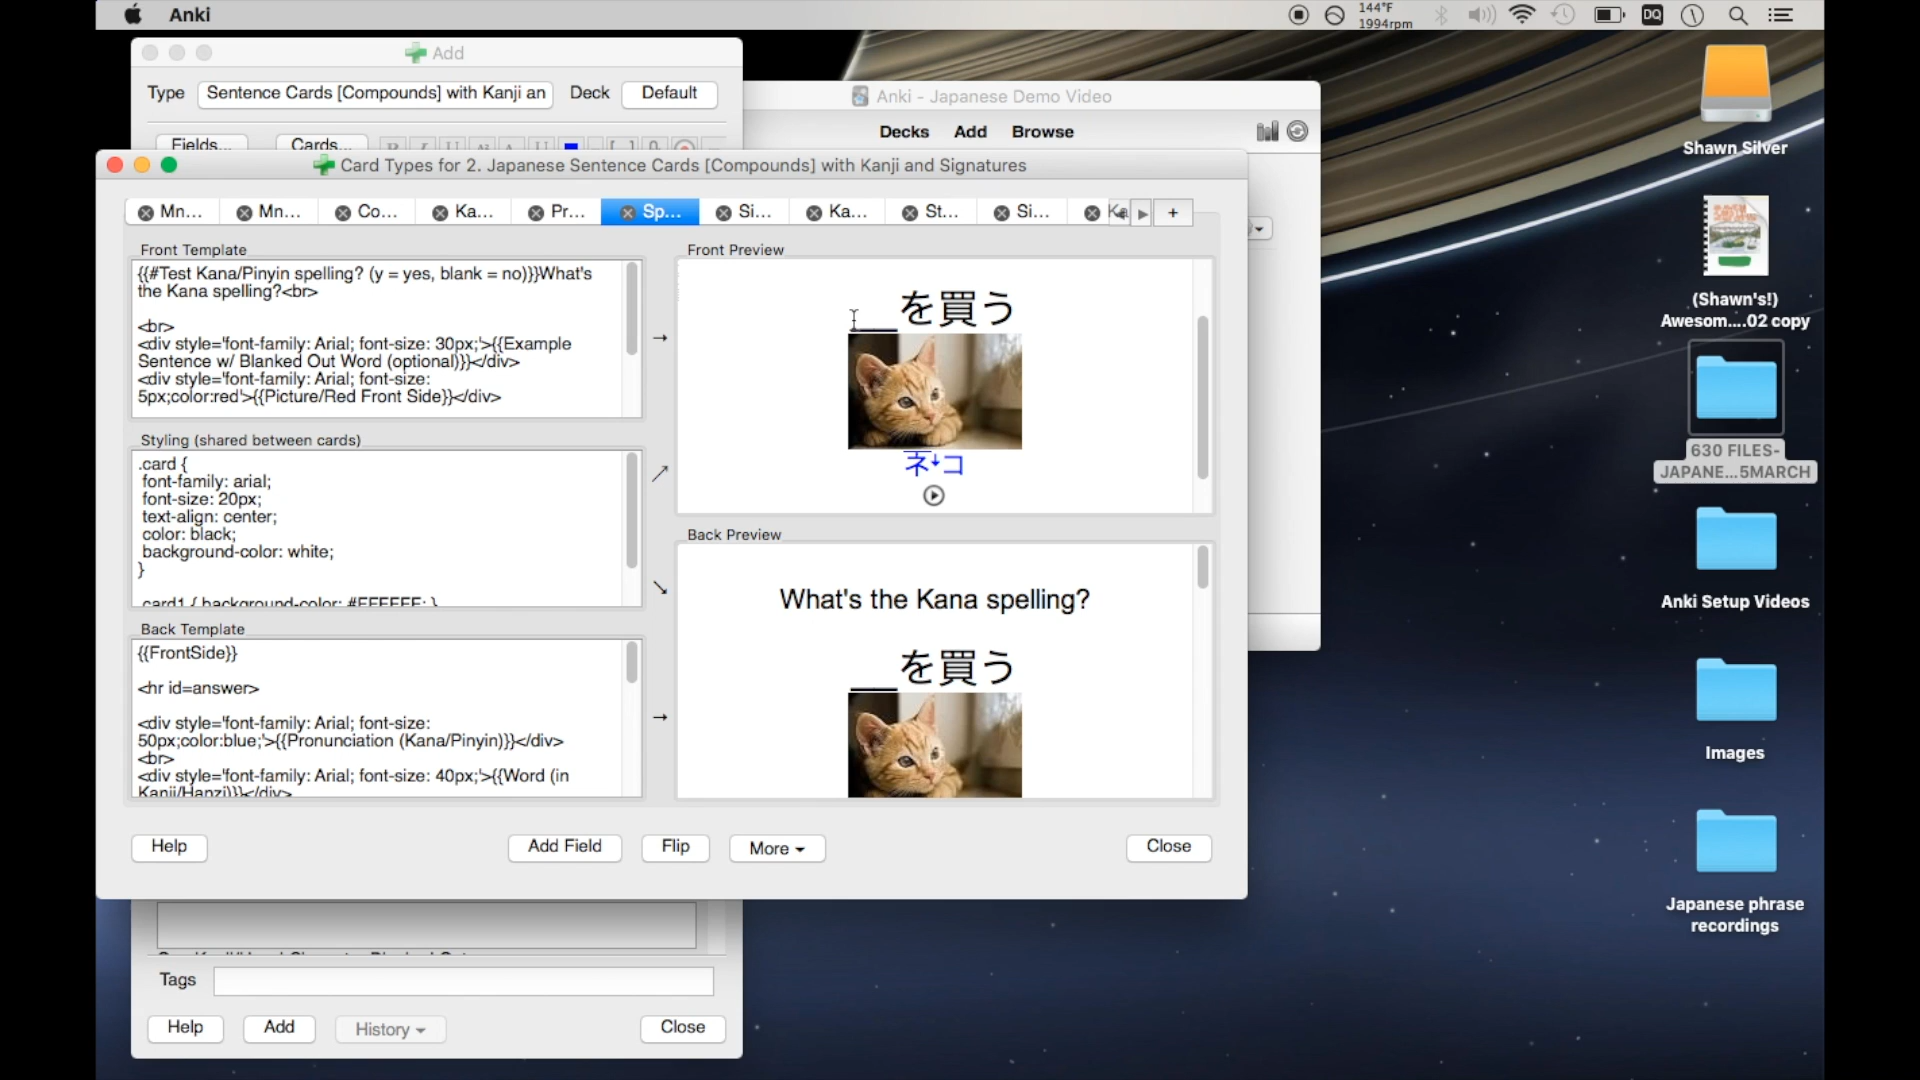 Anki
144°F
1994rpm
DQ
Add
Type
Sentence Cards [Compounds] with Kanji an
Deck
Default
Fields...
Cards...
Anki - Japanese Demo Video
Decks
Add
Browse
Card Types for 2. Japanese Sentence Cards [Compounds] with Kanji and Signatures
Mn...
Mn...
Co...
Ka...
Pr...
Sp...
Si...
Ka...
St...
Si...
Ka
+
Front Template
{{#Test Kana/Pinyin spelling? (y = yes, blank = no)}}What's
the Kana spelling?<br>
<br>
<div style='font-family: Arial; font-size: 30px;'>{{Example
Sentence w/ Blanked Out Word (optional)}}</div>
<div style='font-family: Arial; font-size:
5px;color:red'>{{Picture/Red Front Side}}</div>
Styling (shared between cards)
.card {
font-family: arial;
font-size: 20px;
text-align: center;
color: black;
background-color: white;
}
.card1 { background-color: #FFFFFF; }
Back Template
{{FrontSide}}
<hr id=answer>
<div style='font-family: Arial; font-size:
50px;color:blue;'>{{Pronunciation (Kana/Pinyin)}}</div>
<br>
<div style='font-family: Arial; font-size: 40px;'>{{Word (in
Kanji/Hanzi)}}</div>
Front Preview
__を買う
ネ↓コ
Back Preview
What's the Kana spelling?
__を買う
Help
Add Field
Flip
More
Close
Tags
Help
Add
History
Close
Shawn Silver
(Shawn's!)
Awesom....02 copy
630 FILES-
JAPANE...5MARCH
Anki Setup Videos
Images
Japanese phrase
recordings